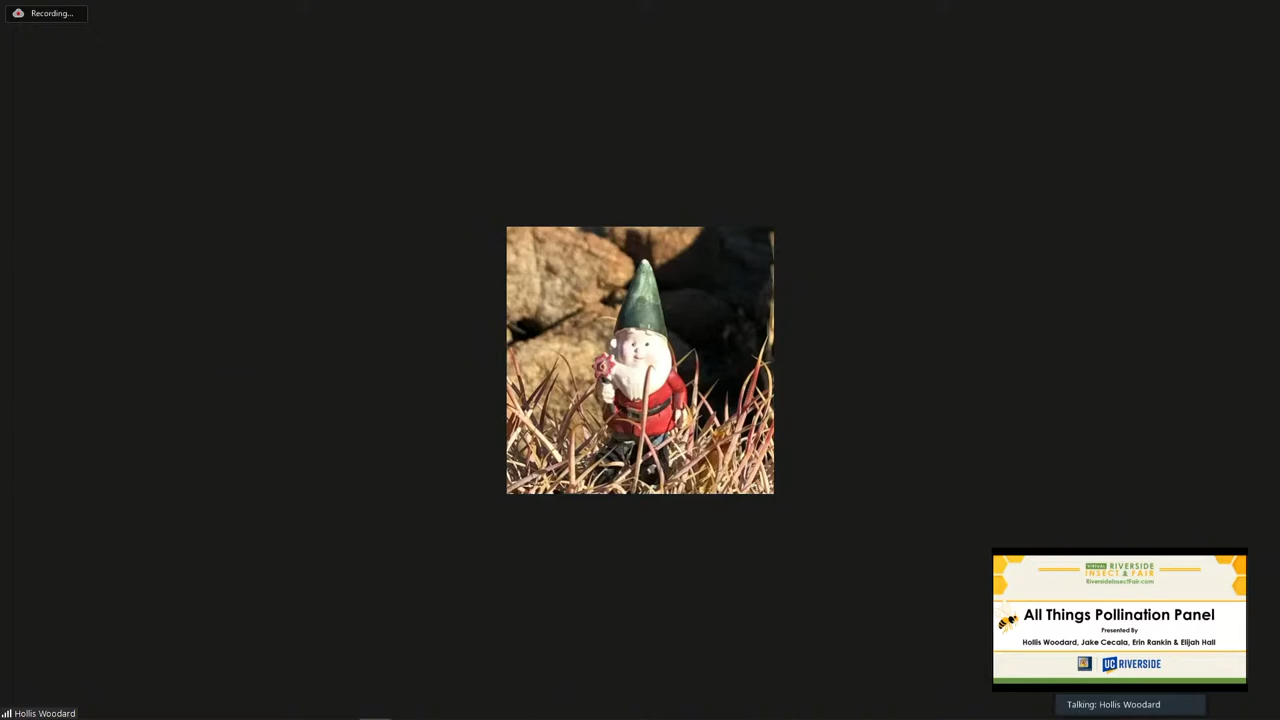 Recording...
VIRTUAL RIVERSIDE
INSECT FAIR
RiversideInsectFair.com
All Things Pollination Panel
Presented By
Hollis Woodard, Jake Cecala, Erin Rankin & Elijah Hall
UC RIVERSIDE
Talking: Hollis Woodard
Hollis Woodard